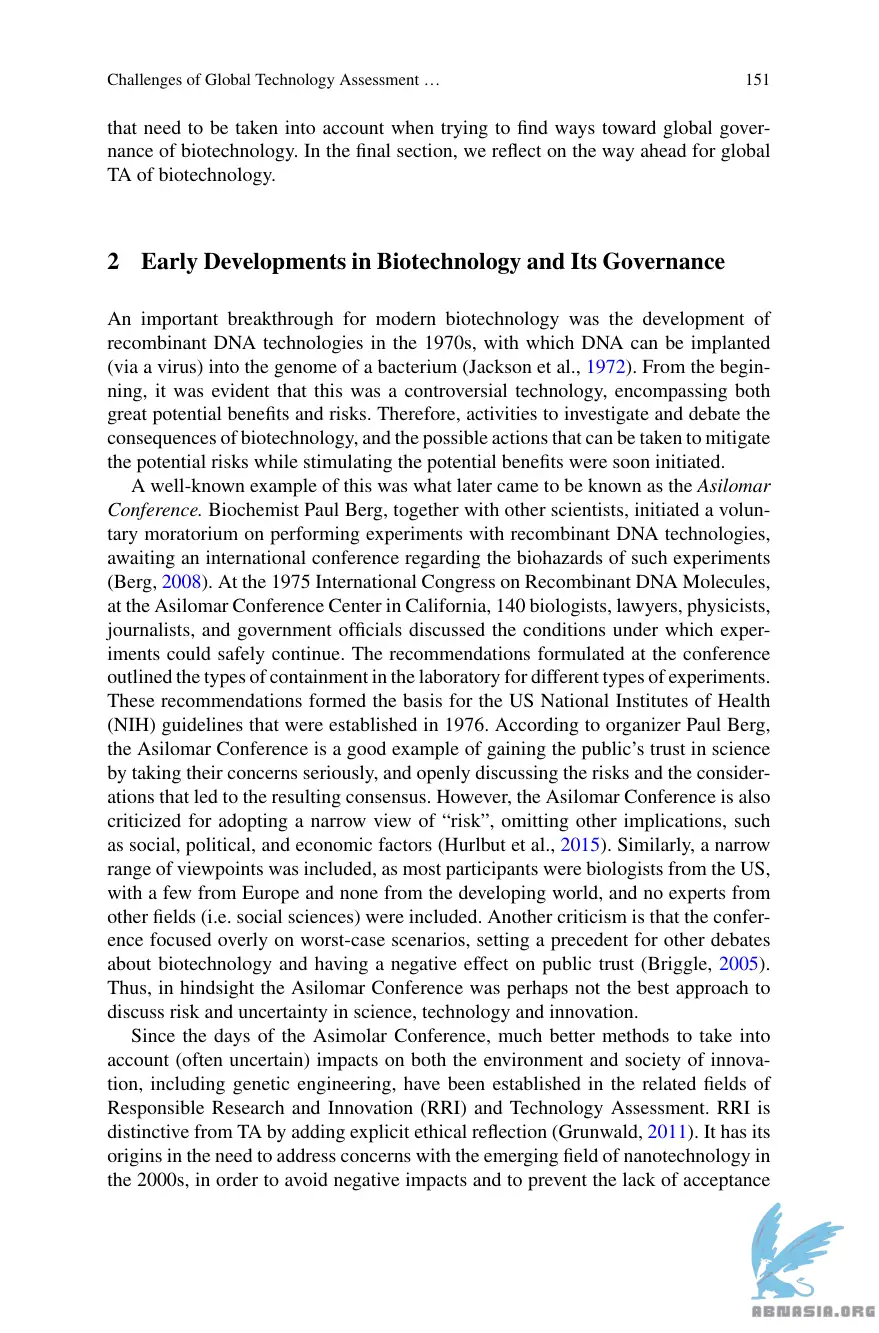 Challenges of Global Technology Assessment … 151
that need to be taken into account when trying to find ways toward global gover-
nance of biotechnology. In the final section, we reflect on the way ahead for global
TA of biotechnology.
2 Early Developments in Biotechnology and Its Governance
An important breakthrough for modern biotechnology was the development of
recombinant DNA technologies in the 1970s, with which DNA can be implanted
(via a virus) into the genome of a bacterium (Jackson et al., 1972). From the begin-
ning, it was evident that this was a controversial technology, encompassing both
great potential benefits and risks. Therefore, activities to investigate and debate the
consequences of biotechnology, and the possible actions that can be taken to mitigate
the potential risks while stimulating the potential benefits were soon initiated.
A well-known example of this was what later came to be known as the Asilomar
Conference. Biochemist Paul Berg, together with other scientists, initiated a volun-
tary moratorium on performing experiments with recombinant DNA technologies,
awaiting an international conference regarding the biohazards of such experiments
(Berg, 2008). At the 1975 International Congress on Recombinant DNA Molecules,
at the Asilomar Conference Center in California, 140 biologists, lawyers, physicists,
journalists, and government officials discussed the conditions under which exper-
iments could safely continue. The recommendations formulated at the conference
outlined the types of containment in the laboratory for different types of experiments.
These recommendations formed the basis for the US National Institutes of Health
(NIH) guidelines that were established in 1976. According to organizer Paul Berg,
the Asilomar Conference is a good example of gaining the public's trust in science
by taking their concerns seriously, and openly discussing the risks and the consider-
ations that led to the resulting consensus. However, the Asilomar Conference is also
criticized for adopting a narrow view of “risk”, omitting other implications, such
as social, political, and economic factors (Hurlbut et al., 2015). Similarly, a narrow
range of viewpoints was included, as most participants were biologists from the US,
with a few from Europe and none from the developing world, and no experts from
other fields (i.e. social sciences) were included. Another criticism is that the confer-
ence focused overly on worst-case scenarios, setting a precedent for other debates
about biotechnology and having a negative effect on public trust (Briggle, 2005).
Thus, in hindsight the Asilomar Conference was perhaps not the best approach to
discuss risk and uncertainty in science, technology and innovation.
Since the days of the Asimolar Conference, much better methods to take into
account (often uncertain) impacts on both the environment and society of innova-
tion, including genetic engineering, have been established in the related fields of
Responsible Research and Innovation (RRI) and Technology Assessment. RRI is
distinctive from TA by adding explicit ethical reflection (Grunwald, 2011). It has its
origins in the need to address concerns with the emerging field of nanotechnology in
the 2000s, in order to avoid negative impacts and to prevent the lack of acceptance
ABNASIA.ORG